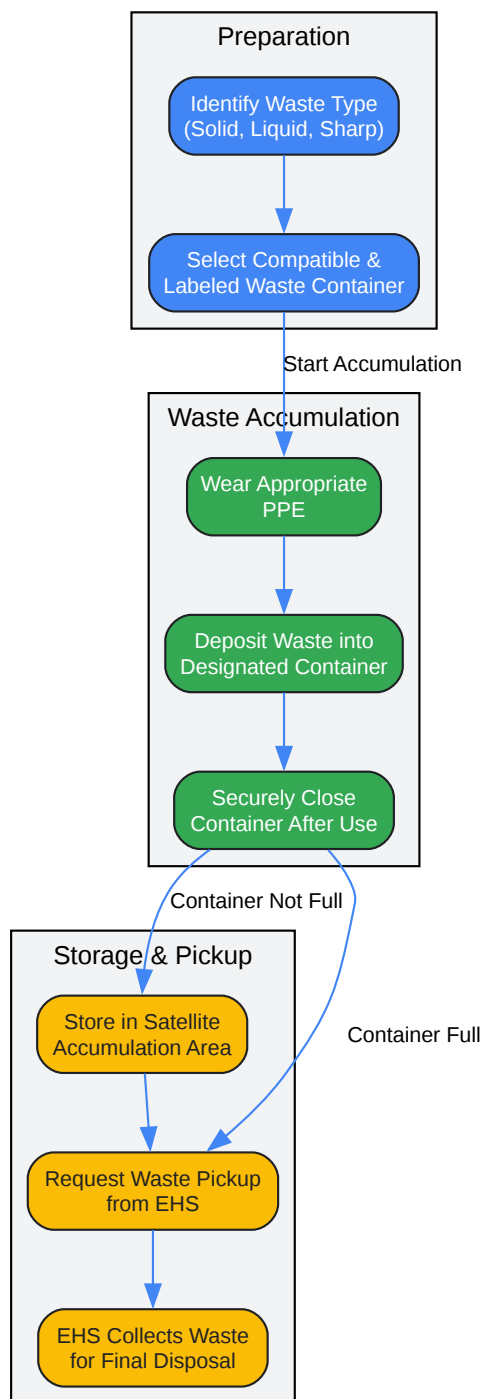 Preparation
Identify Waste Type
(Solid, Liquid, Sharp)
Select Compatible &
Labeled Waste Container
Start Accumulation
Waste Accumulation
Wear Appropriate
PPE
Deposit Waste into
Designated Container
Securely Close
Container After Use
Container Not Full
Storage & Pickup
Store in Satellite
Accumulation Area
Container Full
Request Waste Pickup
from EHS
EHS Collects Waste
for Final Disposal